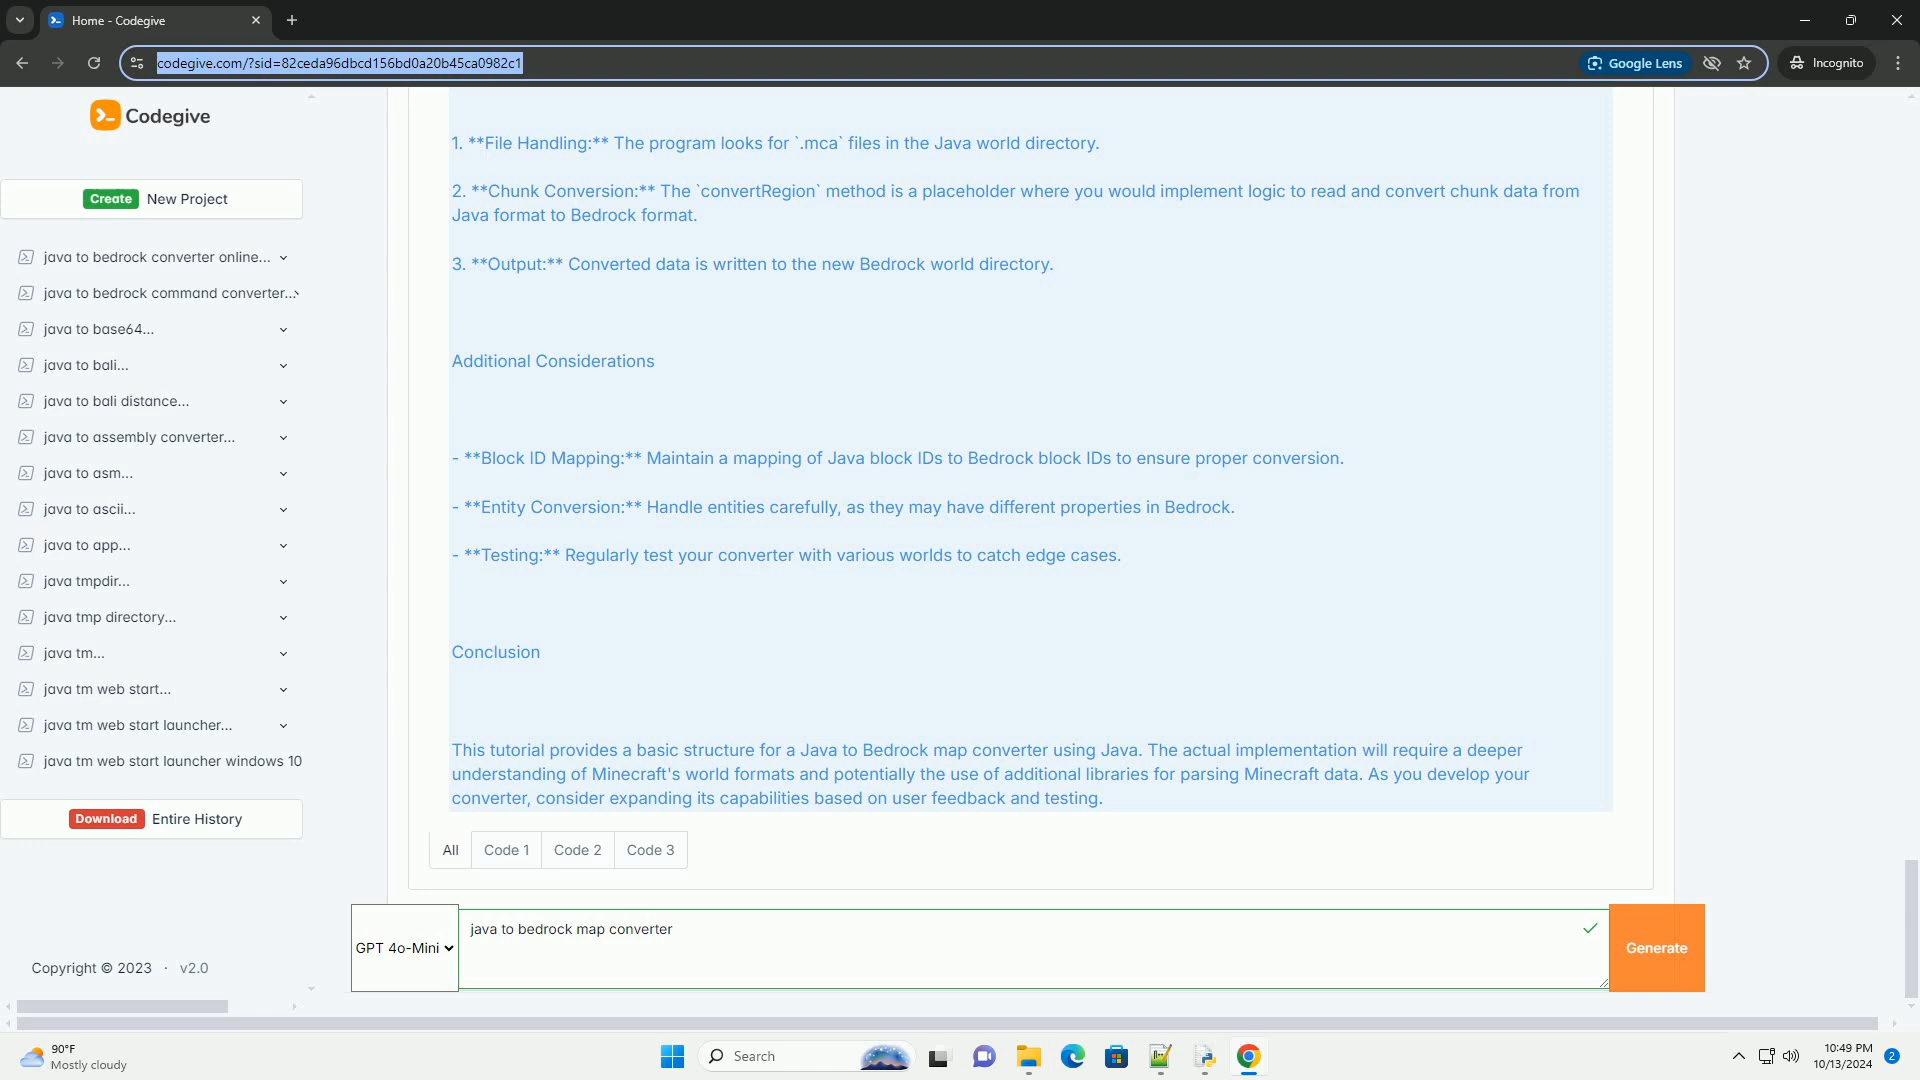 Home - Codegive
codegive.com/?sid=82ceda96dbcd156bd0a20b45ca0982c1
Google Lens
Incognito
Codegive
Create New Project
java to bedrock converter online...
java to bedrock command converter...
java to base64...
java to bali...
java to bali distance...
java to assembly converter...
java to asm...
java to ascii...
java to app...
java tmpdir...
java tmp directory...
java tm...
java tm web start...
java tm web start launcher...
java tm web start launcher windows 10
Download Entire History
Copyright © 2023 · v2.0
1. **File Handling:** The program looks for `.mca` files in the Java world directory.
2. **Chunk Conversion:** The `convertRegion` method is a placeholder where you would implement logic to read and convert chunk data from
Java format to Bedrock format.
3. **Output:** Converted data is written to the new Bedrock world directory.
Additional Considerations
- **Block ID Mapping:** Maintain a mapping of Java block IDs to Bedrock block IDs to ensure proper conversion.
- **Entity Conversion:** Handle entities carefully, as they may have different properties in Bedrock.
- **Testing:** Regularly test your converter with various worlds to catch edge cases.
Conclusion
This tutorial provides a basic structure for a Java to Bedrock map converter using Java. The actual implementation will require a deeper
understanding of Minecraft's world formats and potentially the use of additional libraries for parsing Minecraft data. As you develop your
converter, consider expanding its capabilities based on user feedback and testing.
All Code 1 Code 2 Code 3
GPT 4o-Mini
java to bedrock map converter
Generate
90°F
Mostly cloudy
Search
10:49 PM
10/13/2024
2